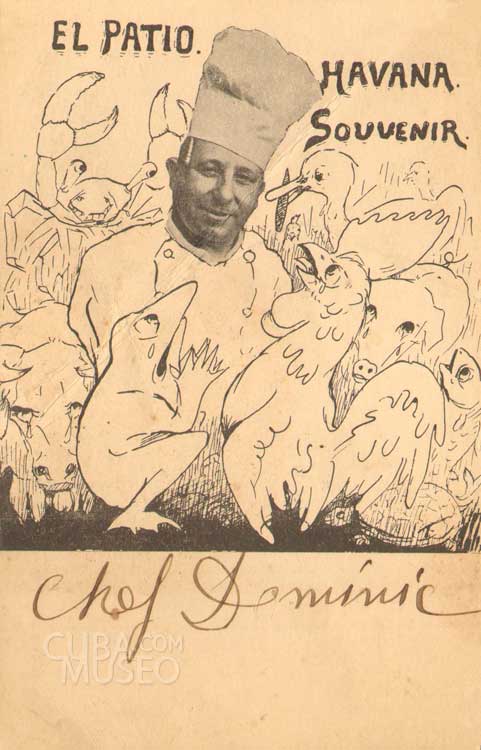 EL PATIO.
HAVANA.
SOUVENIR.
Chef Dominic
CUBA.COM
MUSEO